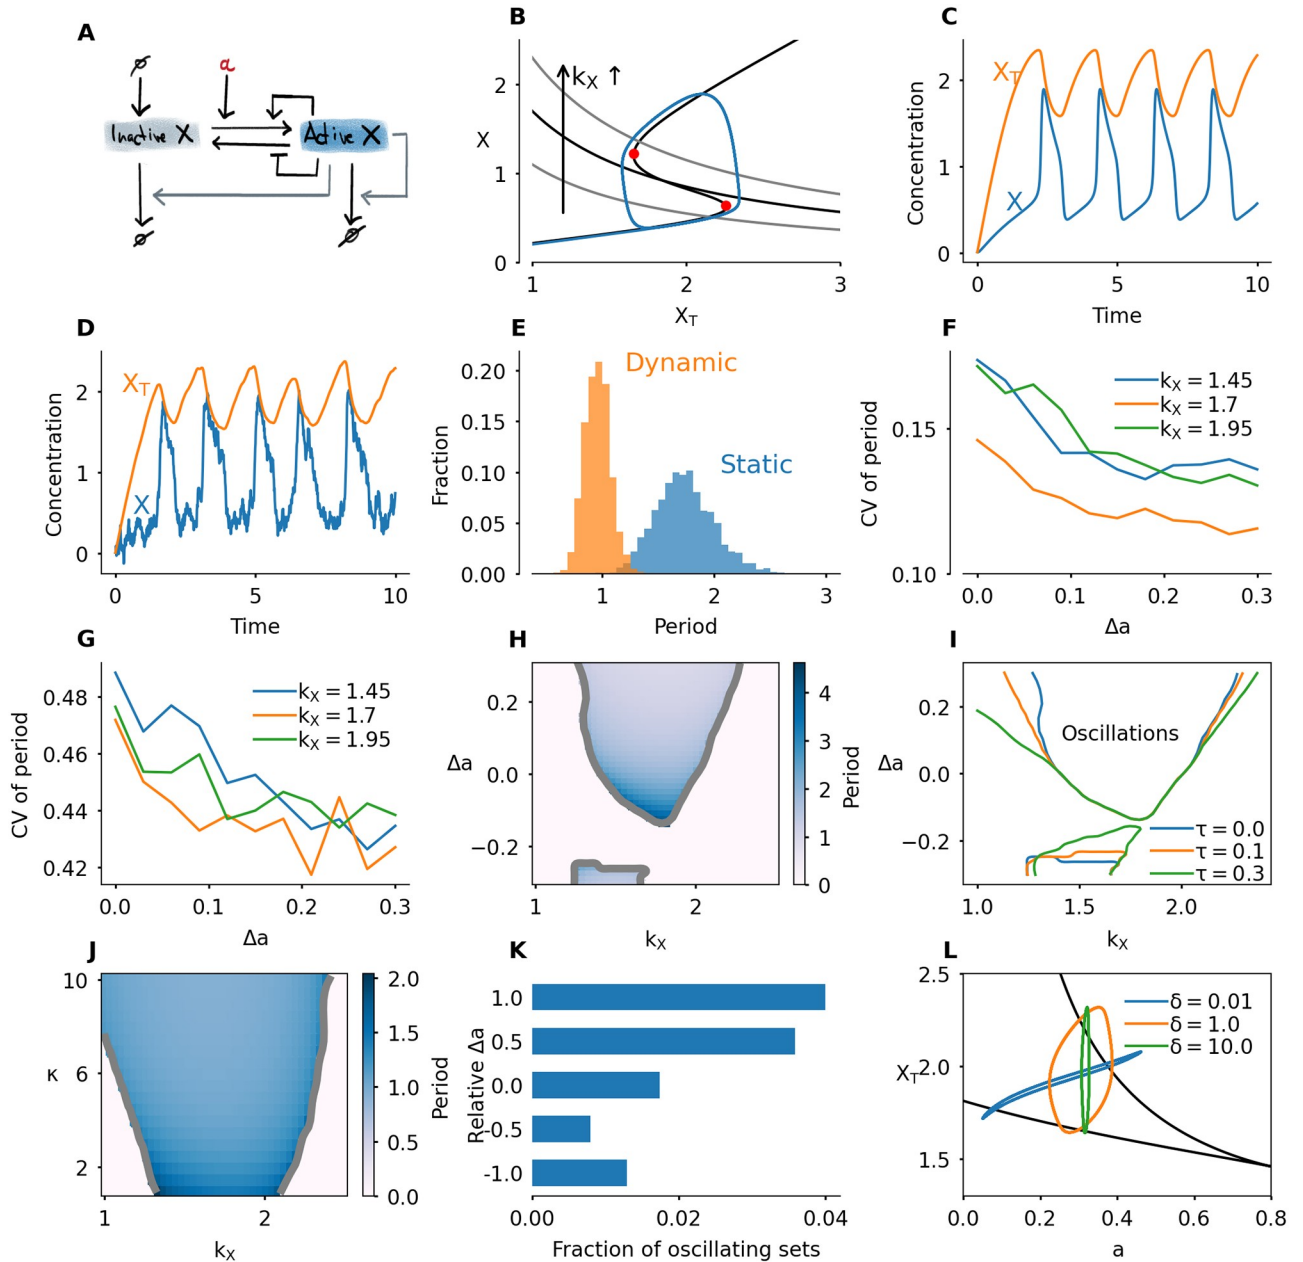 A
∅
a
Inactive X
Active X
∅
∅
B
k_X ↑
X
2
1
0
1
2
3
X_T
C
Concentration
2
1
0
X_T
X
0
5
10
Time
D
Concentration
2
1
0
X_T
X
0
5
10
Time
E
Fraction
0.20
0.15
0.10
0.05
0.00
Dynamic
Static
1
2
3
Period
F
CV of period
0.15
0.10
k_X = 1.45
k_X = 1.7
k_X = 1.95
0.0
0.1
0.2
0.3
Δa
G
CV of period
0.48
0.46
0.44
0.42
k_X = 1.45
k_X = 1.7
k_X = 1.95
0.0
0.1
0.2
0.3
Δa
H
Δa
0.2
0.0
−0.2
1
2
k_X
4
3
2
1
0
Period
I
Δa
0.2
0.0
−0.2
Oscillations
τ = 0.0
τ = 0.1
τ = 0.3
1.0
1.5
2.0
k_X
J
κ
10
6
2
1
2
k_X
2.0
1.5
1.0
0.5
0.0
Period
K
Relative Δa
1.0
0.5
0.0
-0.5
-1.0
0.00
0.02
0.04
Fraction of oscillating sets
L
X_T
2.5
2.0
1.5
δ = 0.01
δ = 1.0
δ = 10.0
0.0
0.2
0.4
0.6
0.8
a